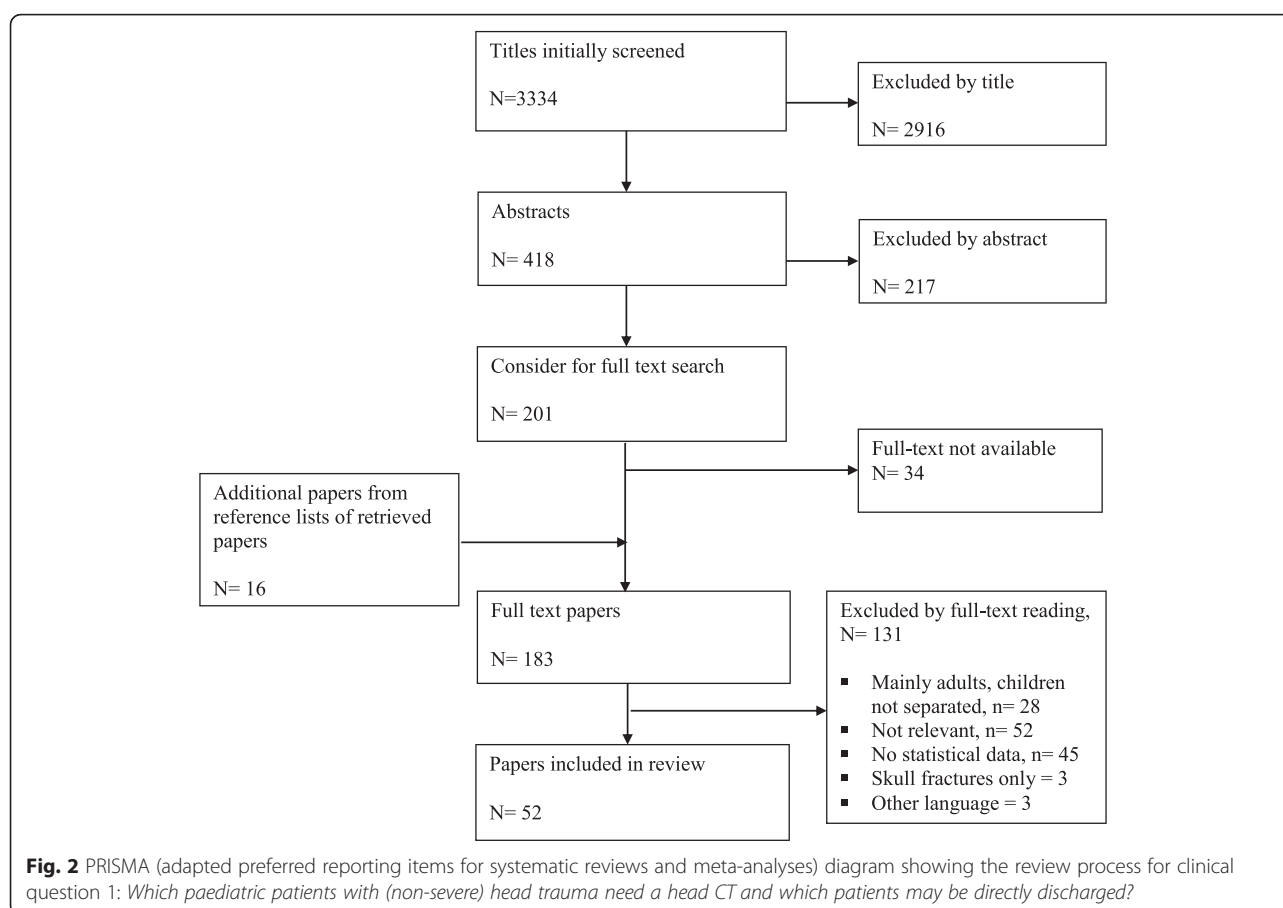 Titles initially screened
N=3334
Excluded by title
N= 2916
Abstracts
N= 418
Excluded by abstract
N= 217
Consider for full text search
N= 201
Full-text not available
N= 34
Additional papers from
reference lists of retrieved
papers
N= 16
Full text papers
N= 183
Excluded by full-text reading,
N= 131
▪ Mainly adults, children
not separated, n= 28
▪ Not relevant, n= 52
▪ No statistical data, n= 45
▪ Skull fractures only = 3
▪ Other language = 3
Papers included in review
N= 52
Fig. 2 PRISMA (adapted preferred reporting items for systematic reviews and meta-analyses) diagram showing the review process for clinical
question 1: Which paediatric patients with (non-severe) head trauma need a head CT and which patients may be directly discharged?